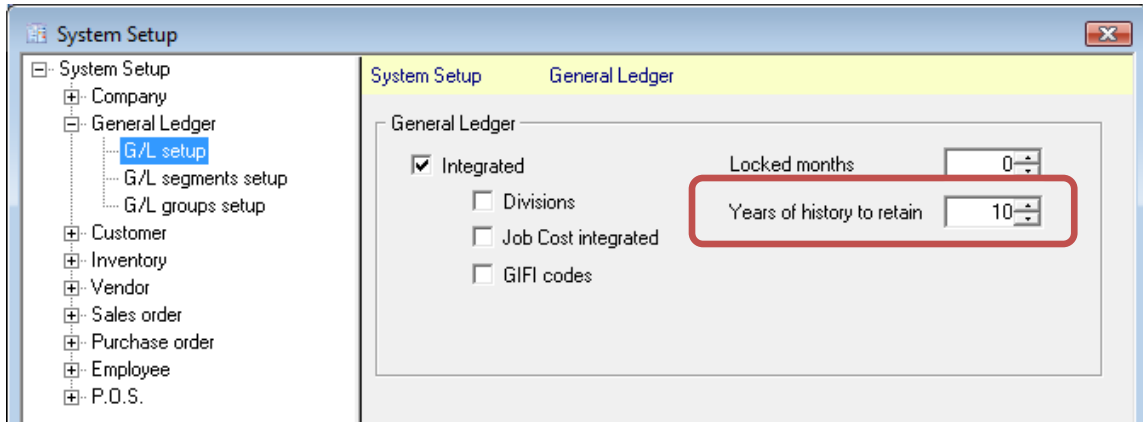 System Setup
System Setup
Company
General Ledger
G/L setup
G/L segments setup
G/L groups setup
Customer
Inventory
Vendor
Sales order
Purchase order
Employee
P.O.S.
System Setup General Ledger
General Ledger
Integrated Locked months 0
Divisions Years of history to retain 10
Job Cost integrated
GIFI codes